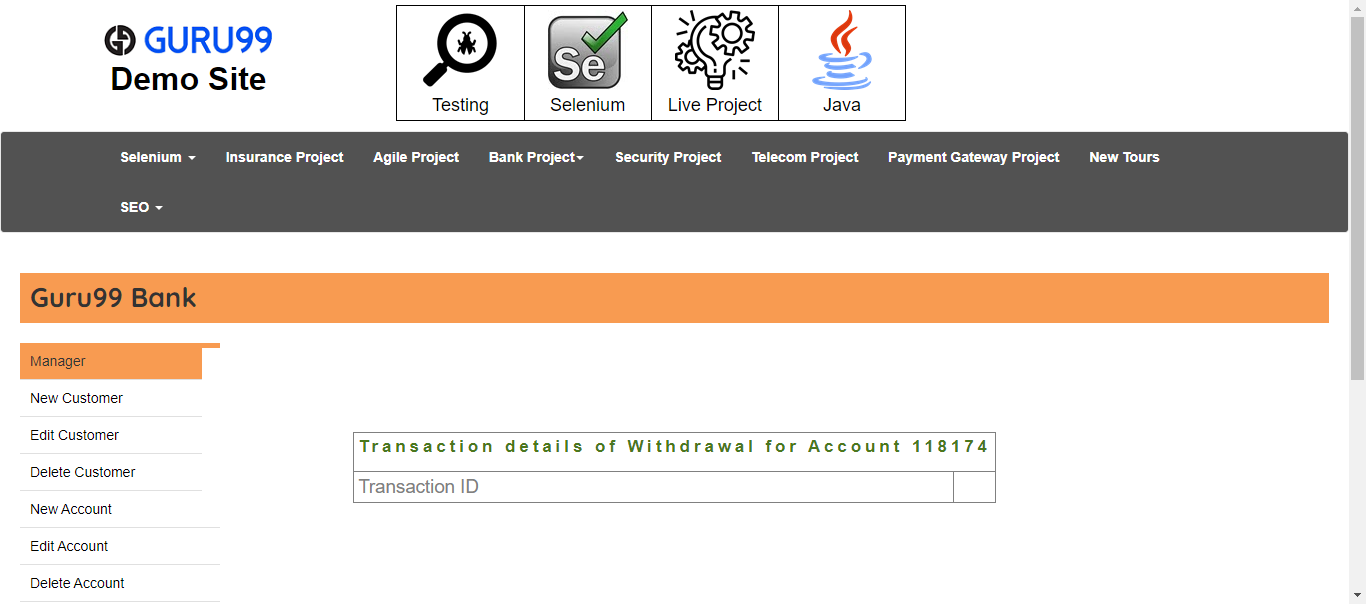 GURU99
Demo Site
Se
Testing Selenium Live Project Java
Selenium Insurance Project Agile Project Bank Project Security Project Telecom Project Payment Gateway Project New Tours
SEO
Guru99 Bank
Manager
New Customer
Edit Customer
Delete Customer
New Account
Edit Account
Delete Account
Transaction details of Withdrawal for Account 118174
Transaction ID